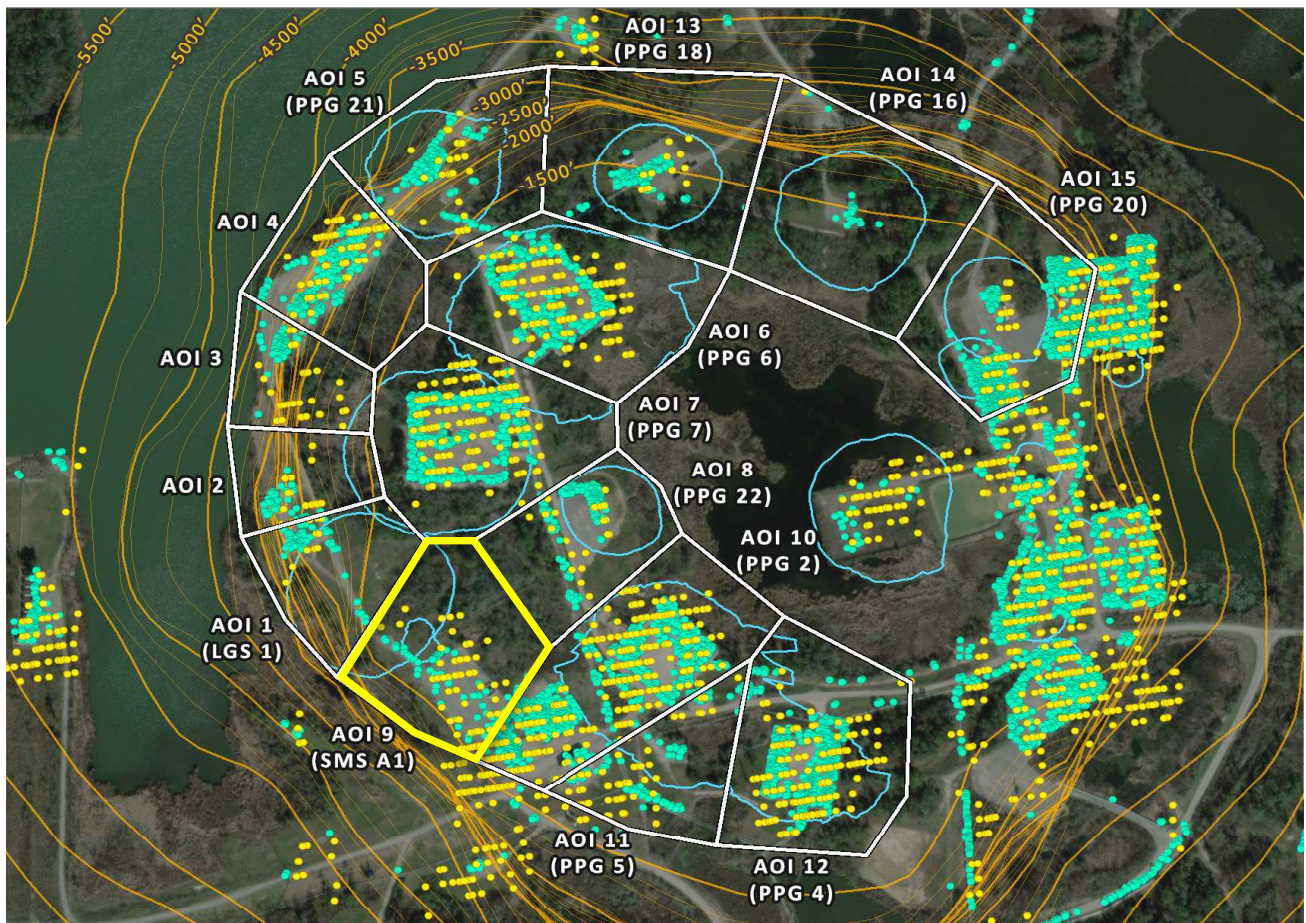 -5500'
-5000'
-4500'
-4000'
-3500'
-3000'
-2500'
-2000'
-1500'
AOI 13
(PPG 18)
AOI 5
(PPG 21)
AOI 14
(PPG 16)
AOI 15
(PPG 20)
AOI 4
AOI 3
AOI 6
(PPG 6)
AOI 7
(PPG 7)
AOI 8
(PPG 22)
AOI 2
AOI 10
(PPG 2)
AOI 1
(LGS 1)
AOI 9
(SMS A1)
AOI 11
(PPG 5)
AOI 12
(PPG 4)